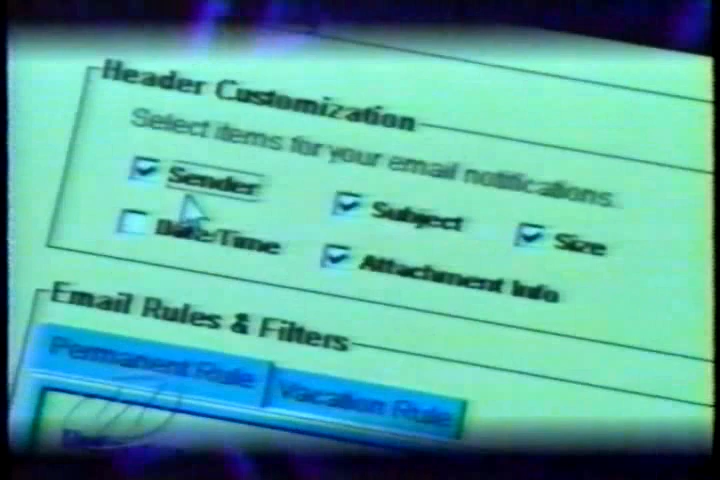 Header Customization
Select items for your email notifications.
Sender
Subject
Size
Date/Time
Attachment Info
Email Rules & Filters
Permanent Rule
Vacation Rule